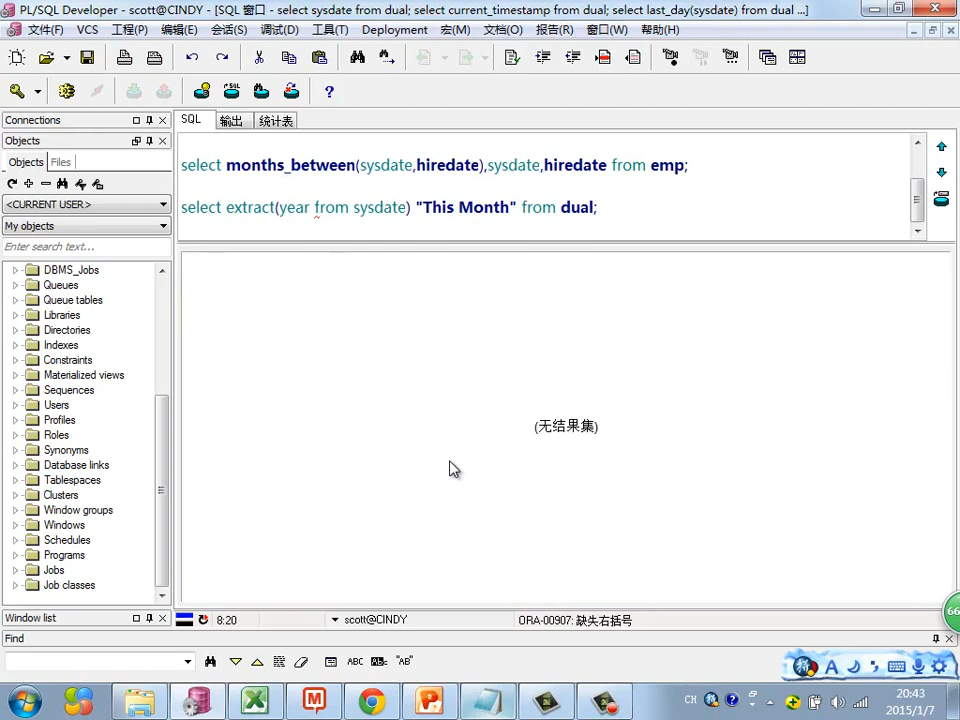 PL/SQL Developer - scott@CINDY - [SQL 窗口 - select sysdate from dual; select current_timestamp from dual; select last_day(sysdate) from dual ...]
文件(F) VCS 工程(P) 编辑(E) 会话(S) 调试(D) 工具(T) Deployment 宏(M) 文档(O) 报告(R) 窗口(W) 帮助(H)
Connections
Objects
Objects Files
<CURRENT USER>
My objects
Enter search text...
DBMS_Jobs
Queues
Queue tables
Libraries
Directories
Indexes
Constraints
Materialized views
Sequences
Users
Profiles
Roles
Synonyms
Database links
Tablespaces
Clusters
Window groups
Windows
Schedules
Programs
Jobs
Job classes
SQL 输出 统计表
select months_between(sysdate,hiredate),sysdate,hiredate from emp;
select extract(year from sysdate) "This Month" from dual;
(无结果集)
66
Window list
8:20 scott@CINDY ORA-00907: 缺失右括号
Find
ABC ABc "AB"
CH 20:43
2015/1/7